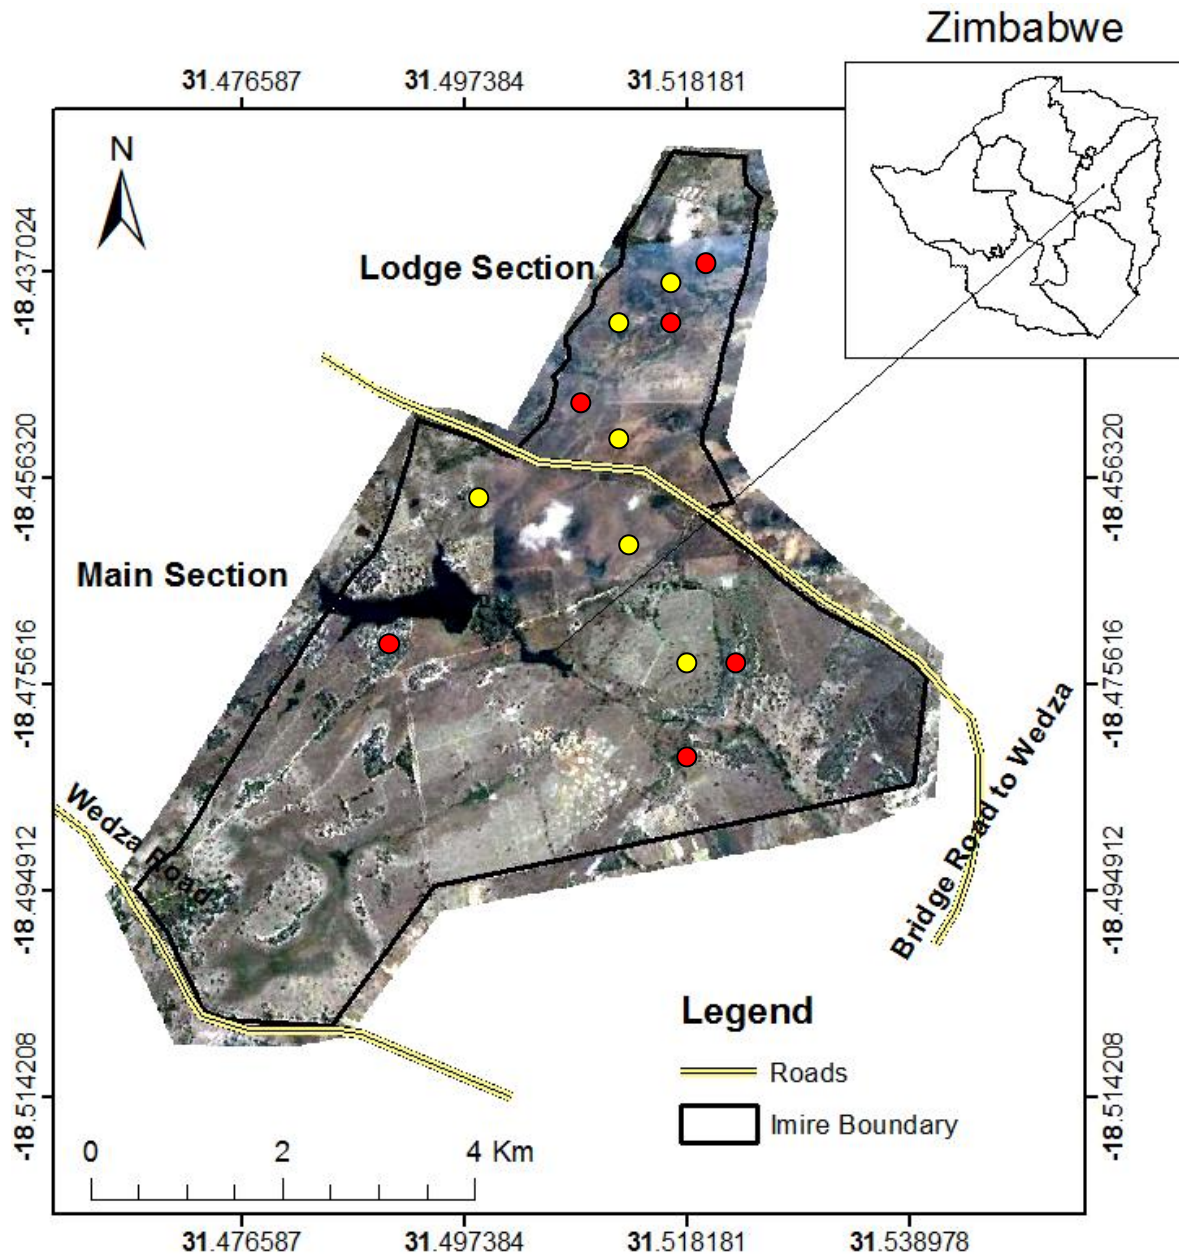 Zimbabwe
31.476587
31.497384
31.518181
N
-18.437024
Lodge Section
-18.456320
-18.456320
Main Section
-18.475616
-18.475616
Wedza Road
Bridge Road to Wedza
-18.494912
-18.494912
Legend
Roads
Imire Boundary
-18.514208
-18.514208
0 2 4 Km
31.476587
31.497384
31.518181
31.538978